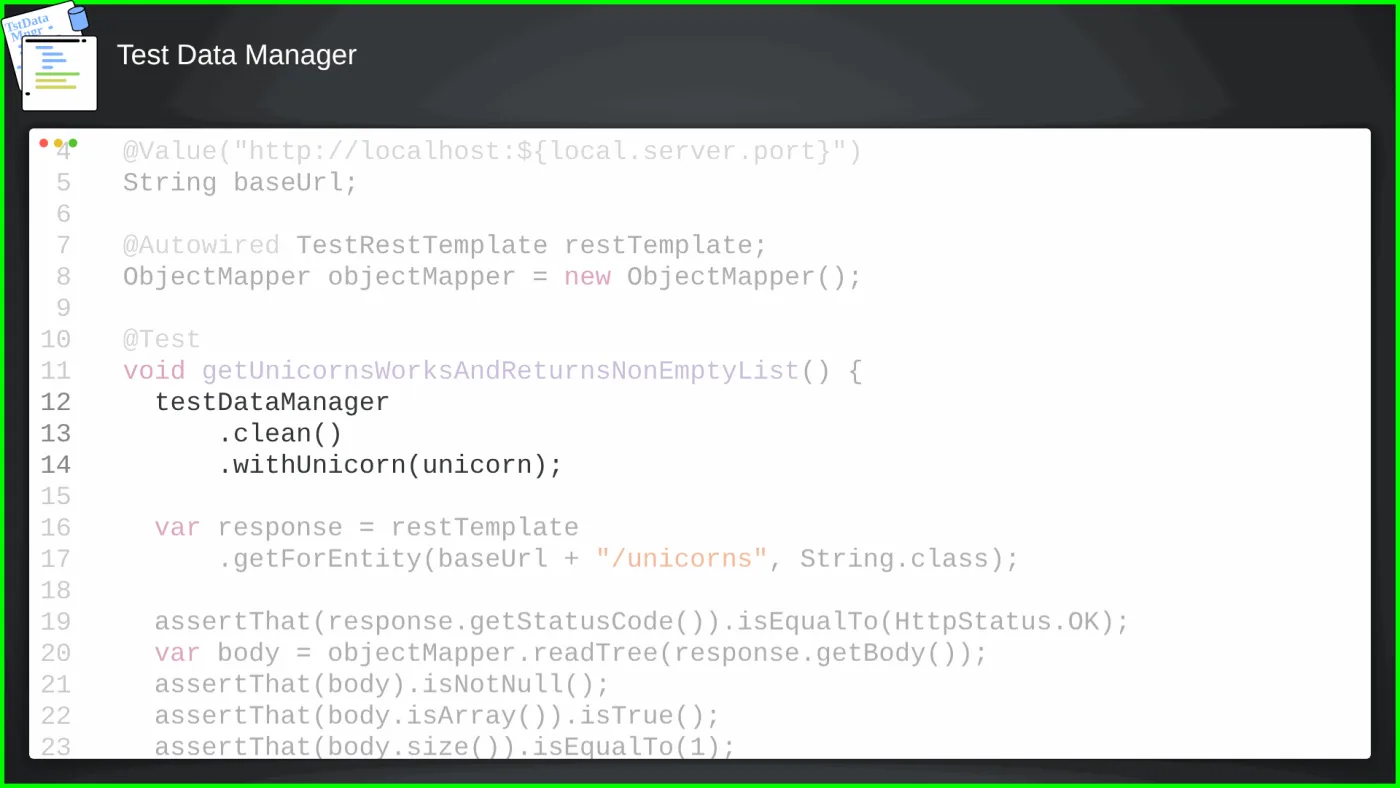 TstData
Mngr
Test Data Manager
4 @Value("http://localhost:${local.server.port}")
5 String baseUrl;
6
7 @Autowired TestRestTemplate restTemplate;
8 ObjectMapper objectMapper = new ObjectMapper();
9
10 @Test
11 void getUnicornsWorksAndReturnsNonEmptyList() {
12 testDataManager
13 .clean()
14 .withUnicorn(unicorn);
15
16 var response = restTemplate
17 .getForEntity(baseUrl + "/unicorns", String.class);
18
19 assertThat(response.getStatusCode()).isEqualTo(HttpStatus.OK);
20 var body = objectMapper.readTree(response.getBody());
21 assertThat(body).isNotNull();
22 assertThat(body.isArray()).isTrue();
23 assertThat(body.size()).isEqualTo(1);